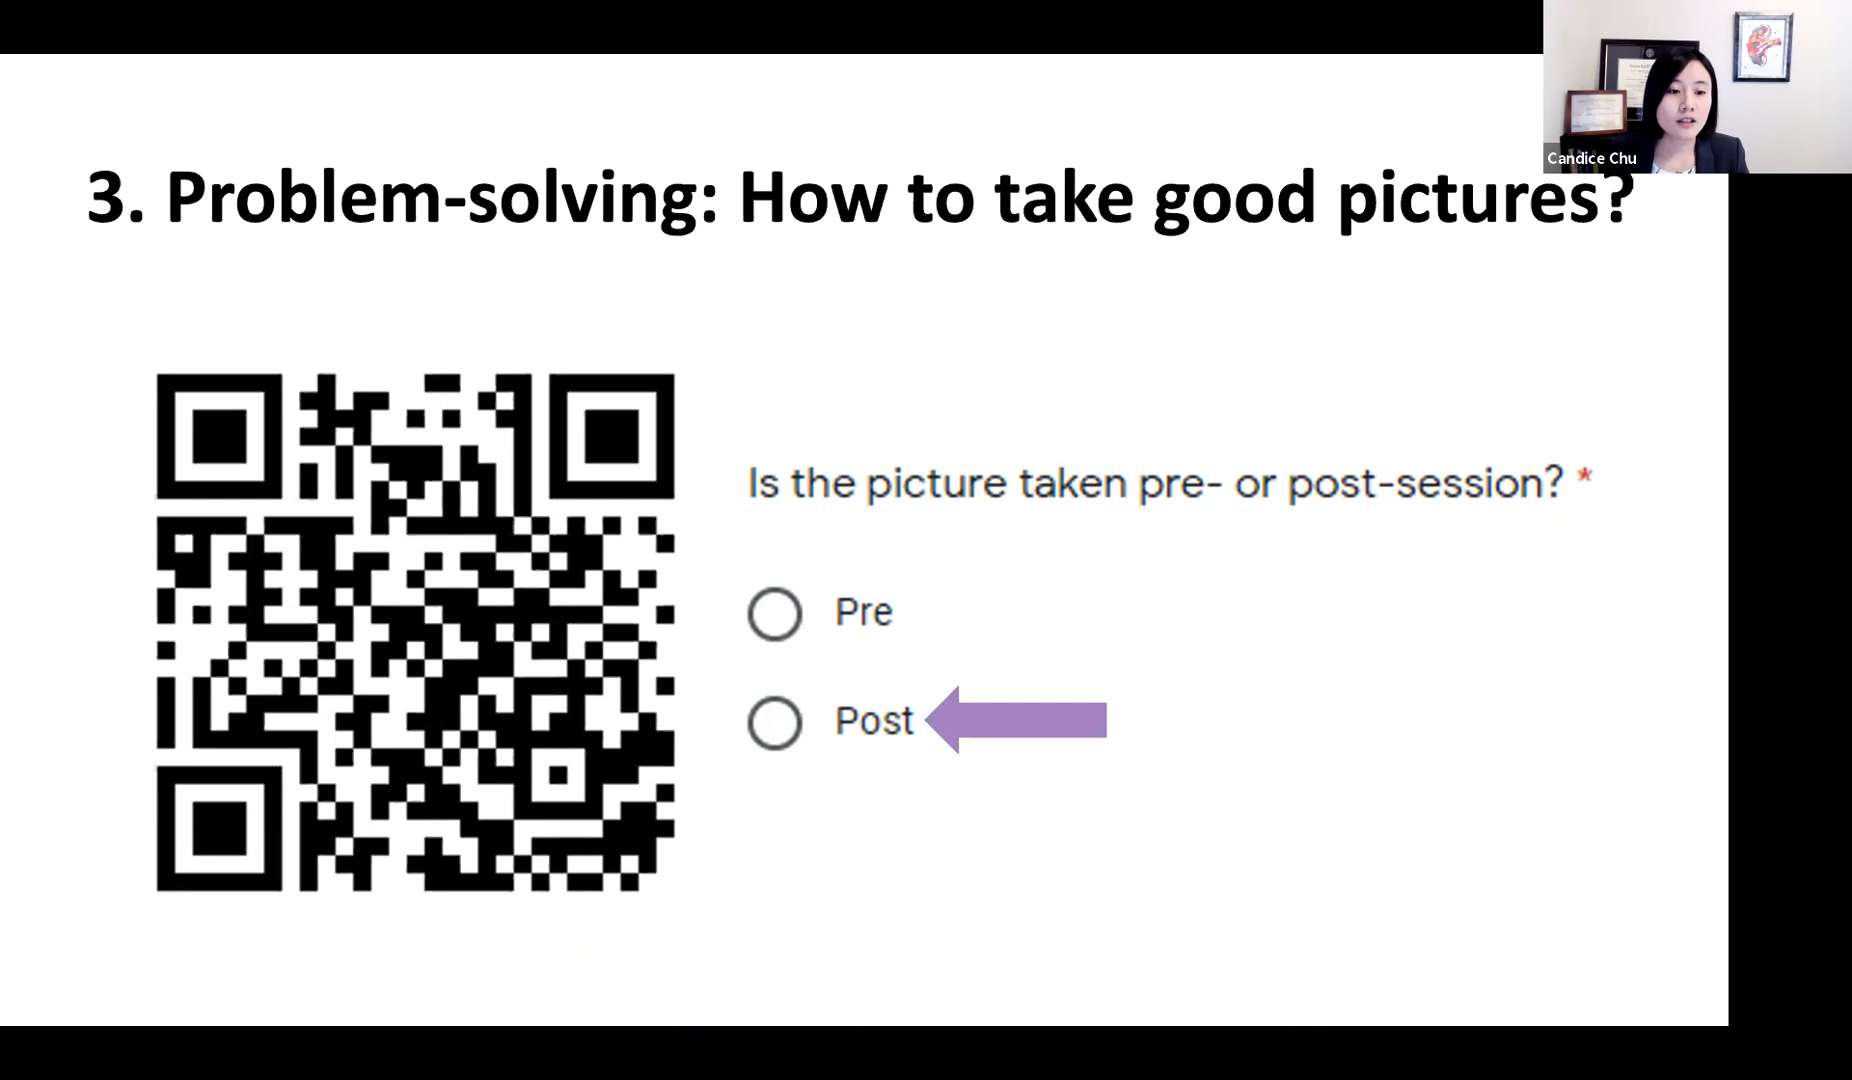 Candice Chu
3. Problem-solving: How to take good pictures?
Is the picture taken pre- or post-session? *
Pre
Post